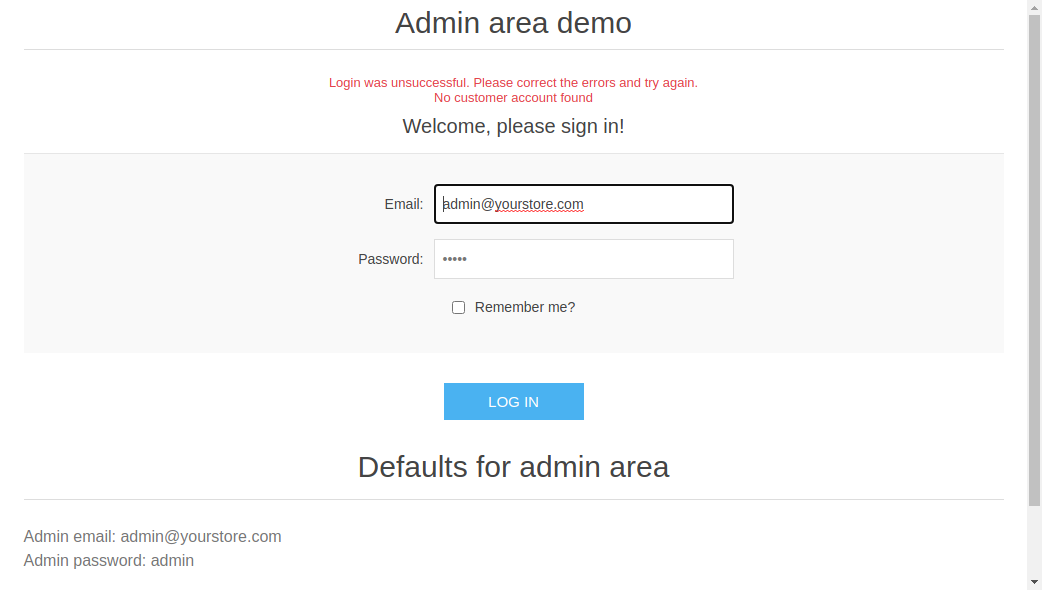 Admin area demo
Login was unsuccessful. Please correct the errors and try again.
No customer account found
Welcome, please sign in!
Email: admin@yourstore.com
Password: •••••
Remember me?
LOG IN
Defaults for admin area
Admin email: admin@yourstore.com
Admin password: admin